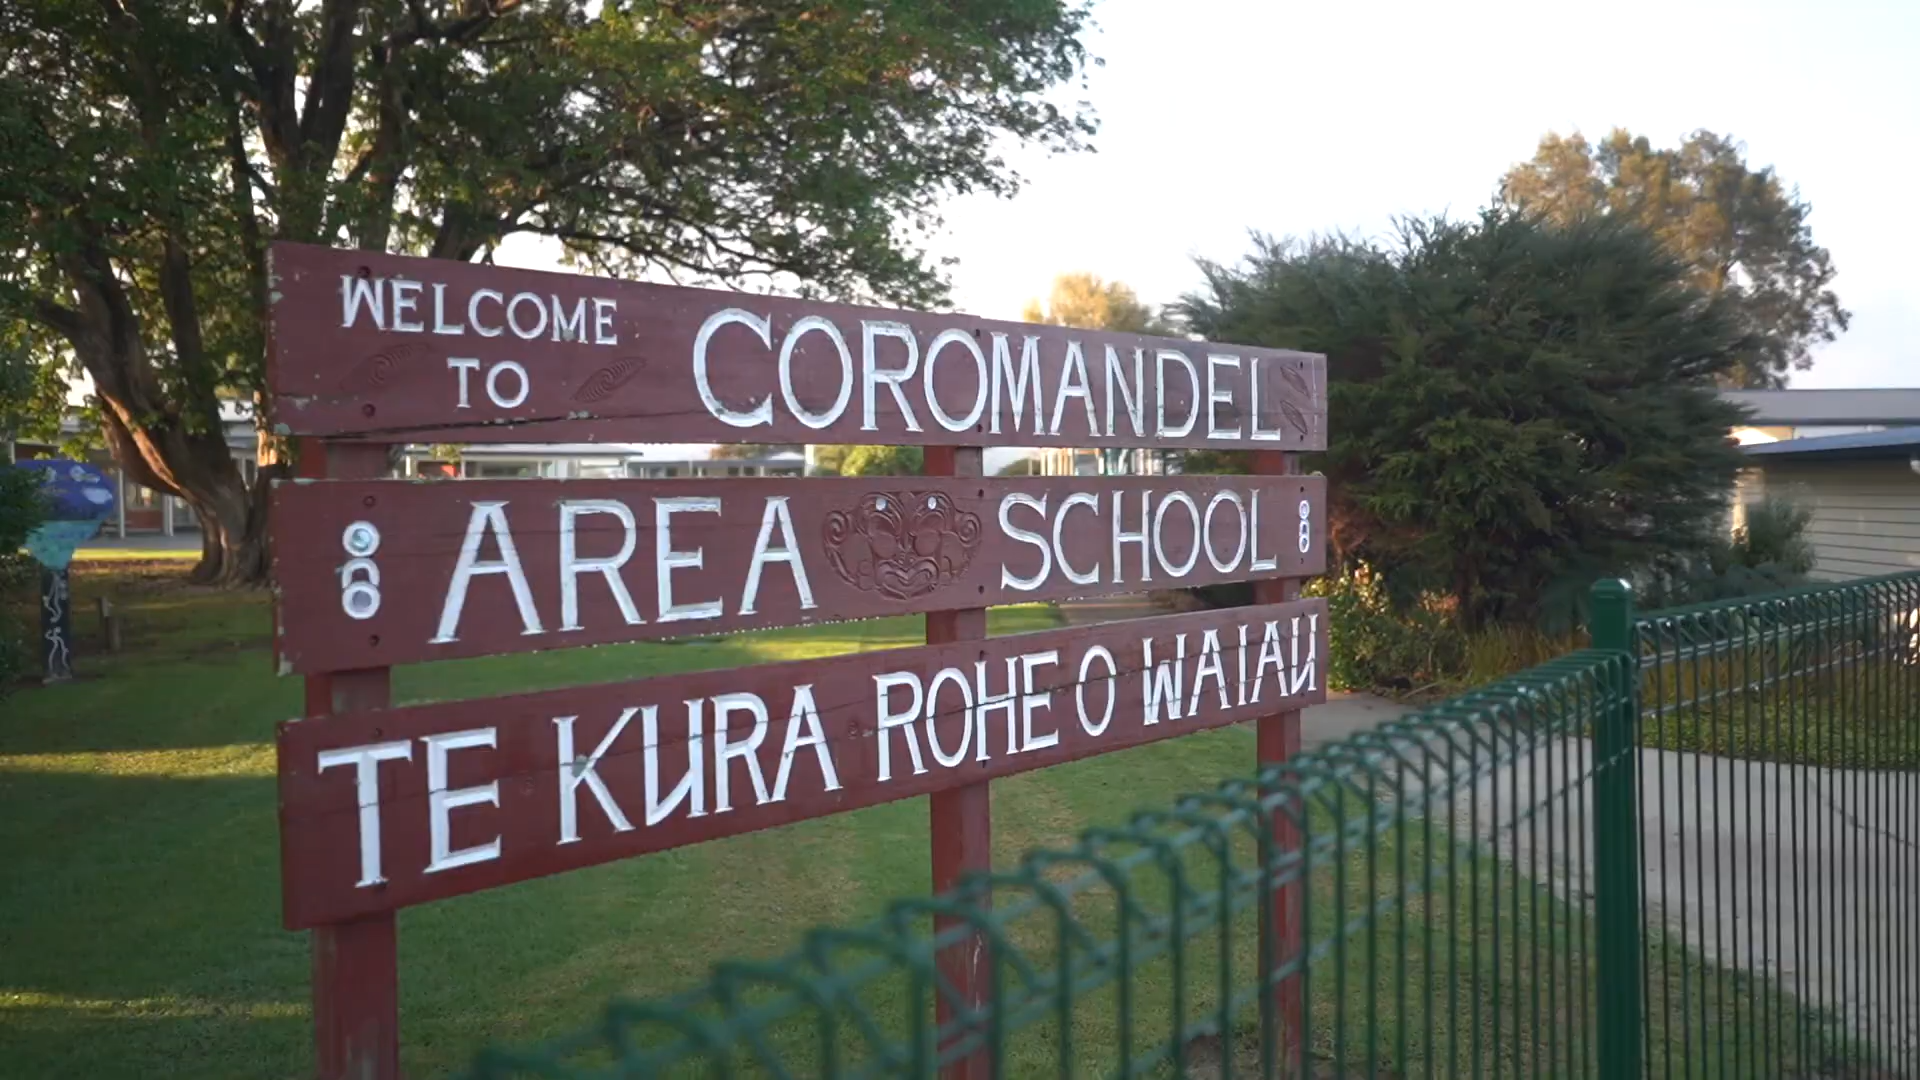 WELCOME
TO
COROMANDEL
AREA SCHOOL
TE KURA ROHE O WAIAU